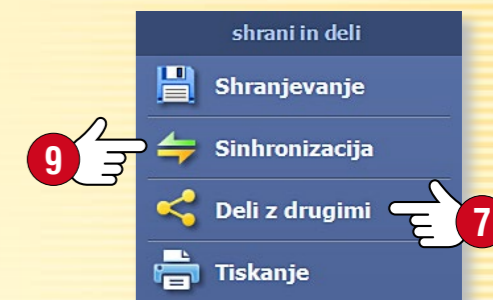 shrani in deli
Shranjevanje
9 Sinhronizacija
Deli z drugimi 7
Tiskanje